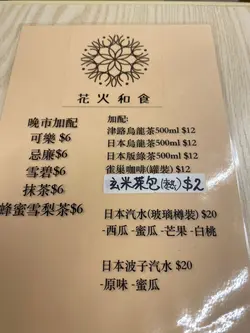 花火和食
晚市加配
可樂 $6
忌廉$6
雪碧 $6
抹茶 $6
蜂蜜雪梨茶 $6
加配:
津路烏龍茶500ml $12
日本烏龍茶500ml $12
日本版綠茶500ml $12
雀巢咖啡(罐裝) $12
玄米茶包(熱) $2
日本汽水(玻璃樽裝) $20
-西瓜 -蜜瓜 -芒果 -白桃
日本波子汽水 $20
-原味 -蜜瓜